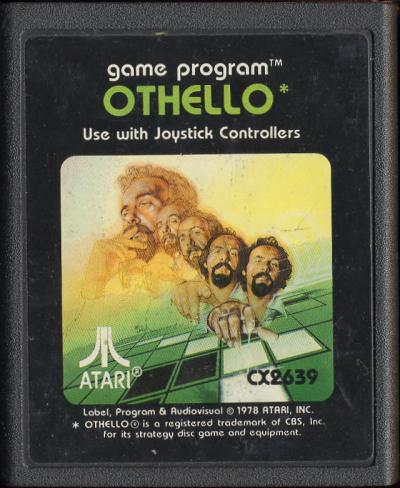 game program™
OTHELLO*
Use with Joystick Controllers
ATARI®
CX2639
Label, Program & Audiovisual © 1978 ATARI, INC.
* OTHELLO® is a registered trademark of CBS, Inc.
for its strategy disc game and equipment.